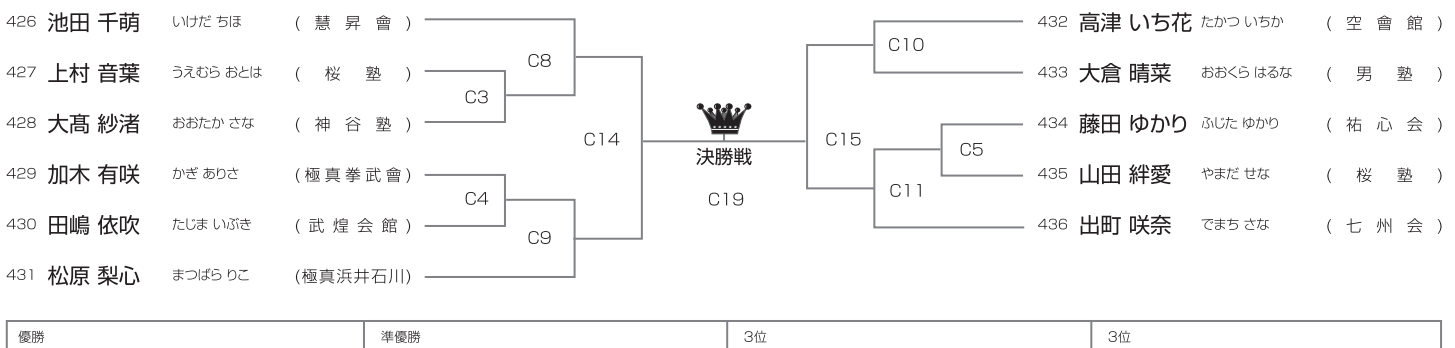 426 池田 千萌 いけだ ちほ ( 慧 昇 會 )
427 上村 音葉 うえむら おとは ( 桜 塾 )
428 大髙 紗渚 おおたか さな ( 神 谷 塾 )
429 加木 有咲 かぎ ありさ (極真拳武會)
430 田嶋 依吹 たじま いぶき ( 武 煌 会 館 )
431 松原 梨心 まつばら りこ (極真浜井石川)
C8
C3
C14
C4
C9
決勝戦
C19
C10
C15
C5
C11
432 高津 いち花 たかつ いちか ( 空 會 館 )
433 大倉 晴菜 おおくら はるな ( 男 塾 )
434 藤田 ゆかり ふじた ゆかり ( 祐 心 会 )
435 山田 絆愛 やまだ せな ( 桜 塾 )
436 出町 咲奈 でまち さな ( 七 州 会 )
優勝 準優勝 3位 3位